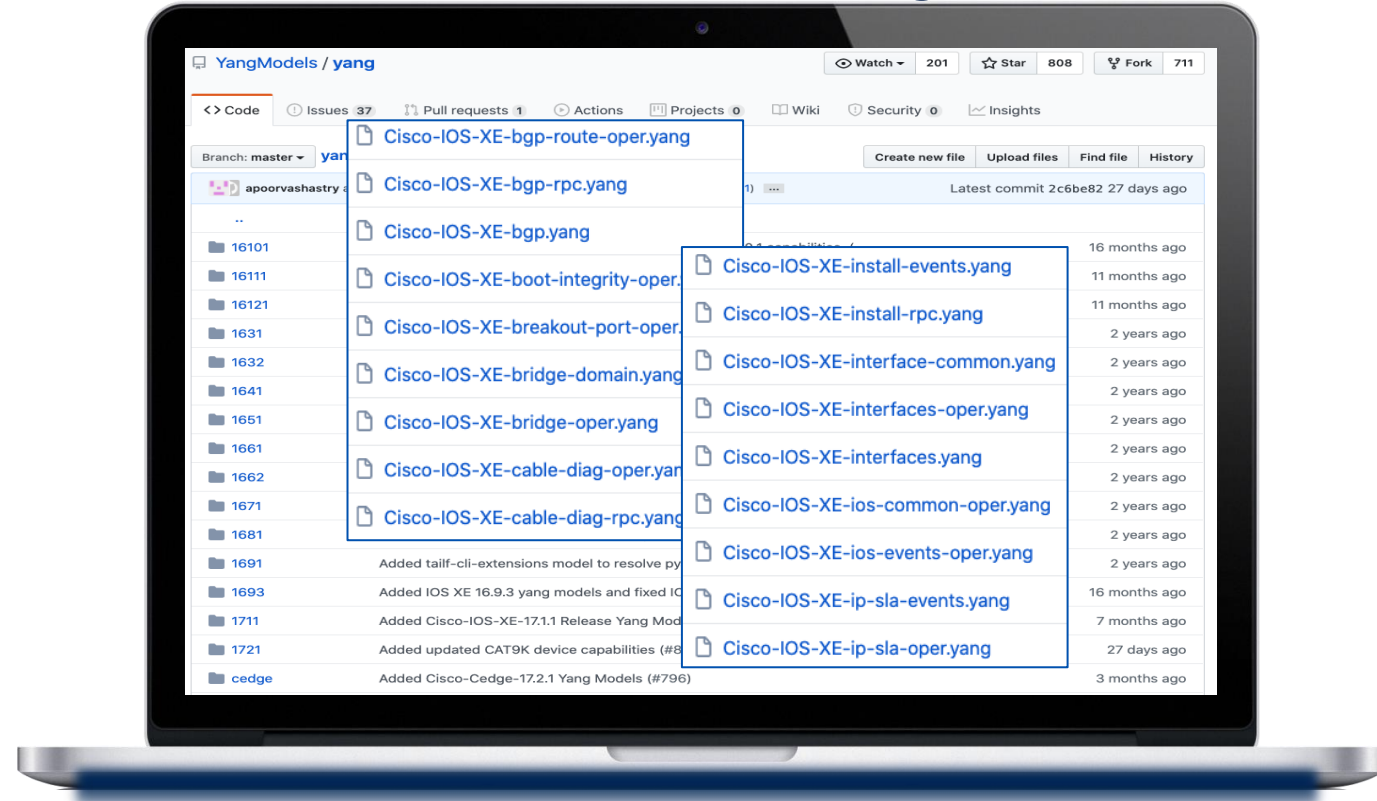 YangModels / yang
Watch 201 Star 808 Fork 711
Code Issues 37 Pull requests 1 Actions Projects 0 Wiki Security 0 Insights
Branch: master
Create new file Upload files Find file History
apoorvashastry
1) ...
Latest commit 2c6be82 27 days ago
..
16101 16 months ago
16111 11 months ago
16121 11 months ago
1631 2 years ago
1632 2 years ago
1641 2 years ago
1651 2 years ago
1661 2 years ago
1662 2 years ago
1671 2 years ago
1681 2 years ago
1691 Added tailf-cli-extensions model to resolve 2 years ago
1693 Added IOS XE 16.9.3 yang models and fixed 16 months ago
1711 Added Cisco-IOS-XE-17.1.1 Release Yang 7 months ago
1721 Added updated CAT9K device capabilities 27 days ago
cedge Added Cisco-Cedge-17.2.1 Yang Models (#796) 3 months ago
Cisco-IOS-XE-bgp-route-oper.yang
Cisco-IOS-XE-bgp-rpc.yang
Cisco-IOS-XE-bgp.yang
Cisco-IOS-XE-boot-integrity-oper.
Cisco-IOS-XE-breakout-port-oper.
Cisco-IOS-XE-bridge-domain.yang
Cisco-IOS-XE-bridge-oper.yang
Cisco-IOS-XE-cable-diag-oper.yan
Cisco-IOS-XE-cable-diag-rpc.yang
Cisco-IOS-XE-install-events.yang
Cisco-IOS-XE-install-rpc.yang
Cisco-IOS-XE-interface-common.yang
Cisco-IOS-XE-interfaces-oper.yang
Cisco-IOS-XE-interfaces.yang
Cisco-IOS-XE-ios-common-oper.yang
Cisco-IOS-XE-ios-events-oper.yang
Cisco-IOS-XE-ip-sla-events.yang
Cisco-IOS-XE-ip-sla-oper.yang